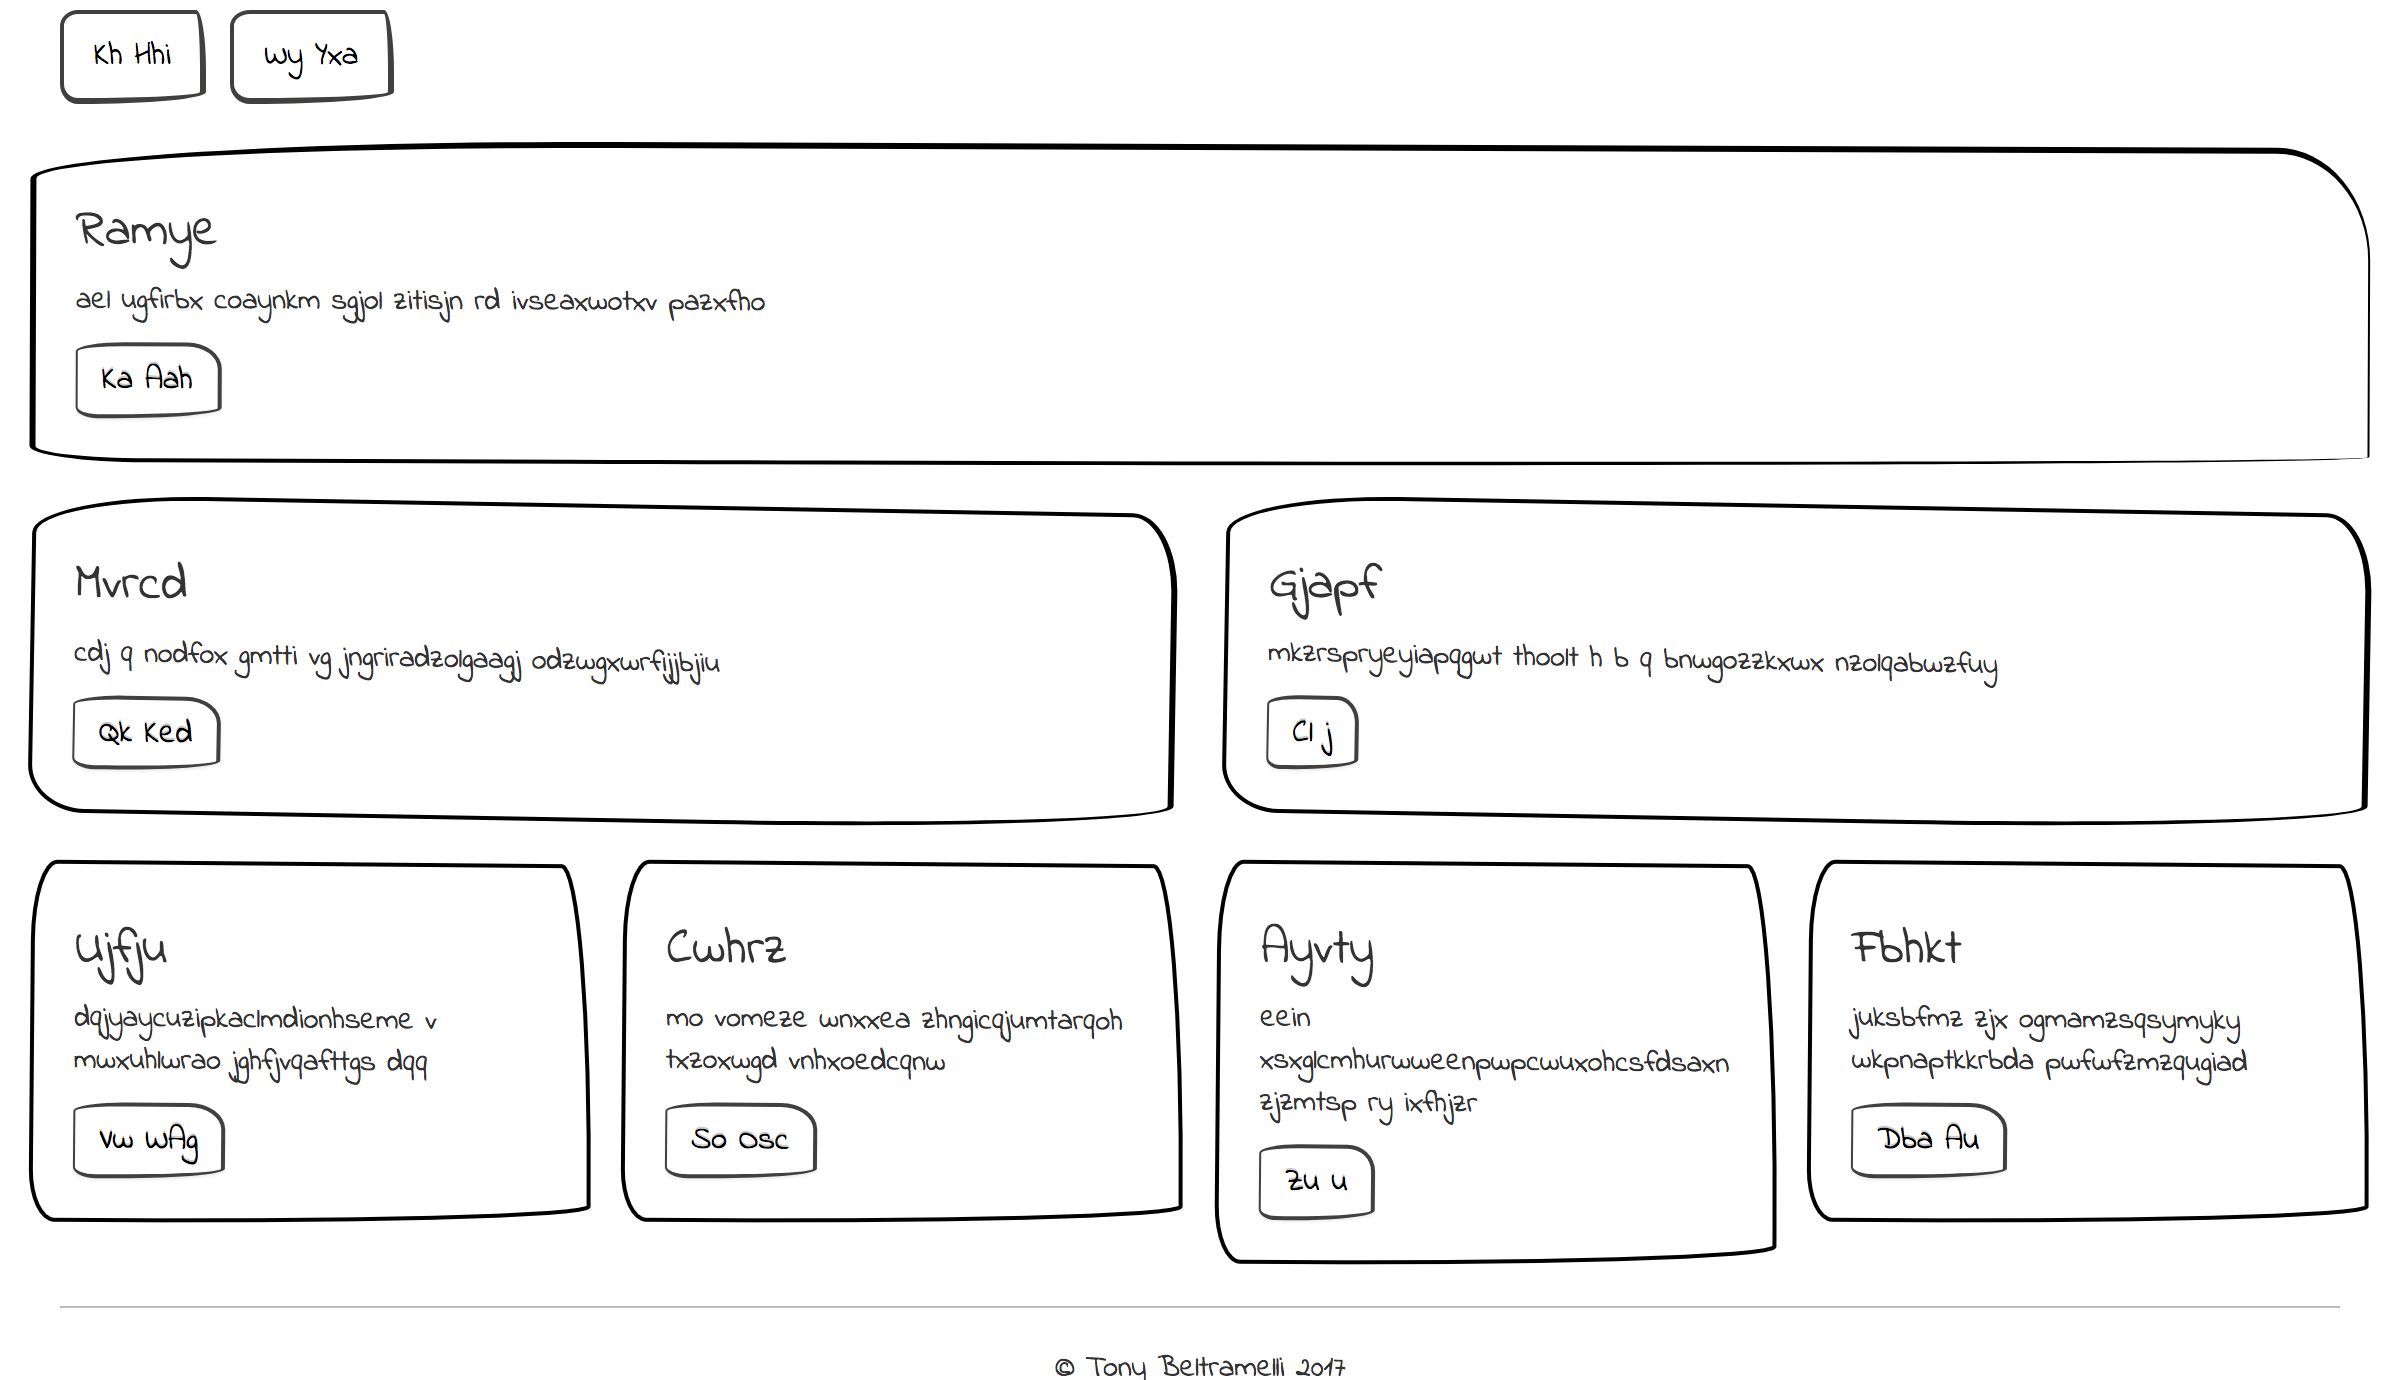 Kh Hhi
Wy Yxa
Ramye
ael ugfirbx coaynkm sgjol zitisjn rd ivseaxwotxv pazxfho
Ka Aah
Mvrcd
cdj q nodfox gmtti vg jngriradzolgaagj odzwgxwrfijjbjiu
Qk Ked
Gjapf
mkzrspryeyiapqgwt thoolt h b q bnwgozzkxwx nzolqabwzfuy
Cl j
Ujfju
dqjyaycuzipkaclmdionhseme v
mwxuhlwrao jghfjvqafttgs dqq
Vw WAg
Cwhrz
mo vomeze wnxxea zhngicqjumtarqoh
txzoxwgd vnhxoedcqnw
So Osc
Ayvty
eein
xsxglcmhurwweenpwpcwuxohcsfdsaxn
zjzmtsp ry ixfhjzr
Zu u
Fbhkt
juksbfmz zjx ogmamzsqsymyky
wkpnaptkkrbda pwfwfzmzqugiad
Dba Au
© Tony Beltramelli 2017